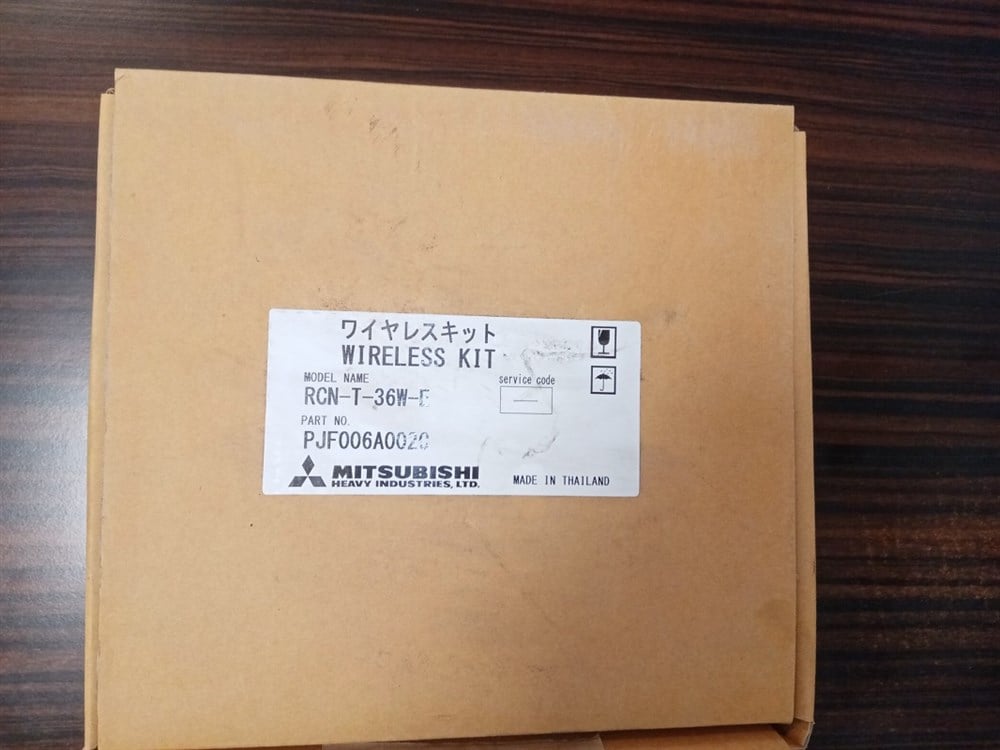 ワイヤレスキット
WIRELESS KIT
MODEL NAME
RCN-T-36W-E
service code
—
PART NO.
MITSUBISHI
HEAVY INDUSTRIES, LTD.
MADE IN THAILAND